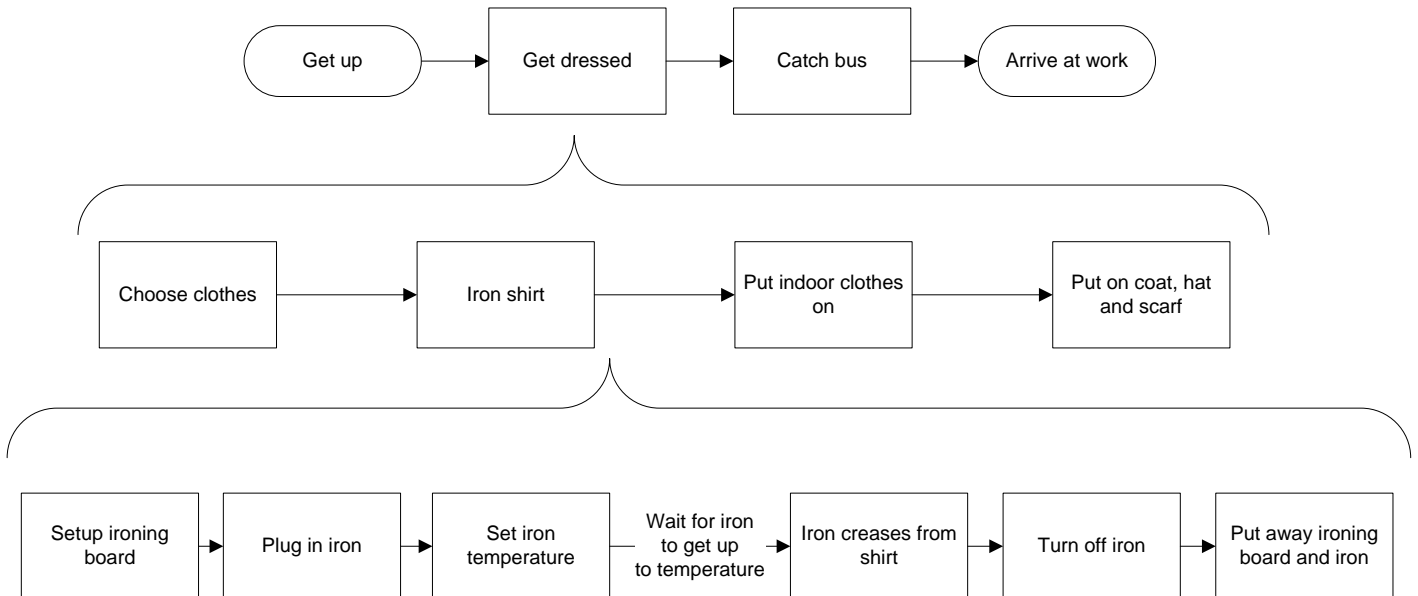 Get up
Get dressed
Catch bus
Arrive at work
Choose clothes
Iron shirt
Put indoor clothes
on
Put on coat, hat
and scarf
Setup ironing
board
Plug in iron
Set iron
temperature
Wait for iron
to get up
to temperature
Iron creases from
shirt
Turn off iron
Put away ironing
board and iron